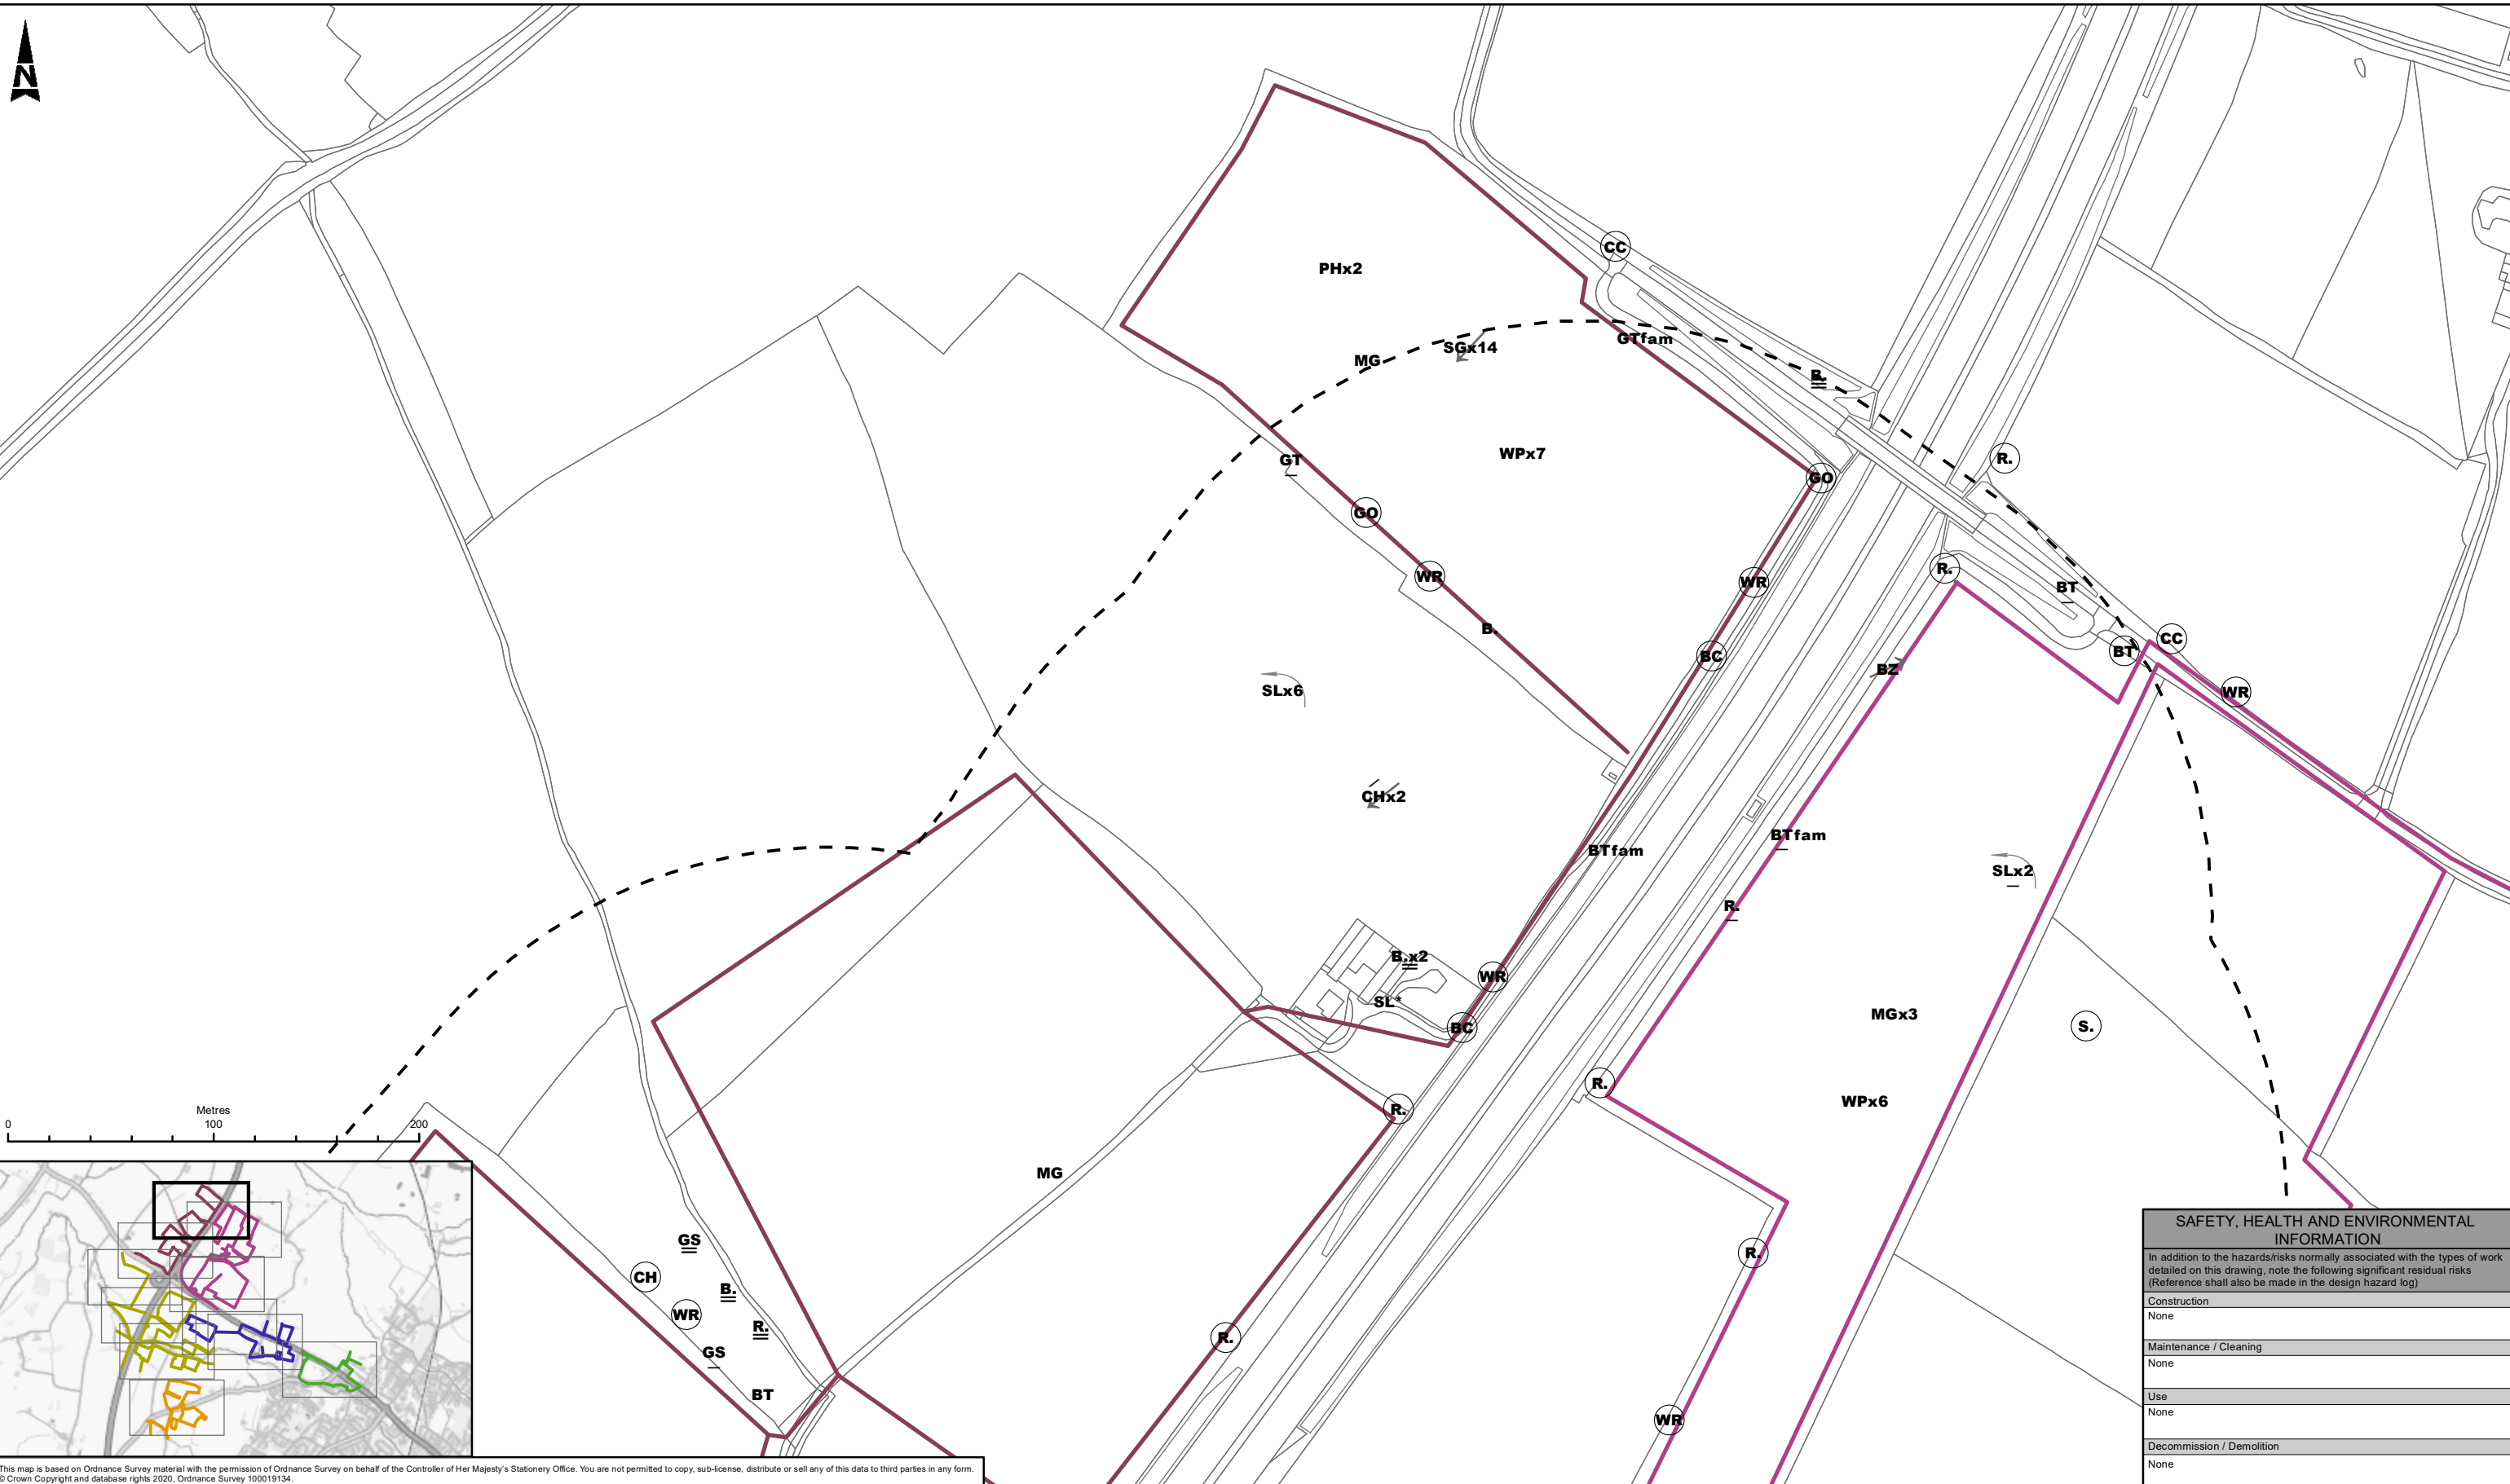 N
CC
PHx2
GTfam
SGx14
MG
B.
WPx7
R.
GT
GO
GO
WR
WR
R.
BT
B.
CC
BC
BT
BZ
SLx6
WR
CHx2
BTfam
BTfam
SLx2
R.
B.x2
WR
SL*
MGx3
S.
BC
R.
WPx6
R.
Metres
0 100 200
MG
GS
R.
CH
B.
WR
R.
R.
GS
BT
WR
SAFETY, HEALTH AND ENVIRONMENTAL
INFORMATION
In addition to the hazards/risks normally associated with the types of work
detailed on this drawing, note the following significant residual risks
(Reference shall also be made in the design hazard log)
Construction
None
Maintenance / Cleaning
None
Use
None
Decommission / Demolition
None
This map is based on Ordnance Survey material with the permission of Ordnance Survey on behalf of the Controller of Her Majesty's Stationery Office. You are not permitted to copy, sub-license, distribute or sell any of this data to third parties in any form.
© Crown Copyright and database rights 2020, Ordnance Survey 100019134.